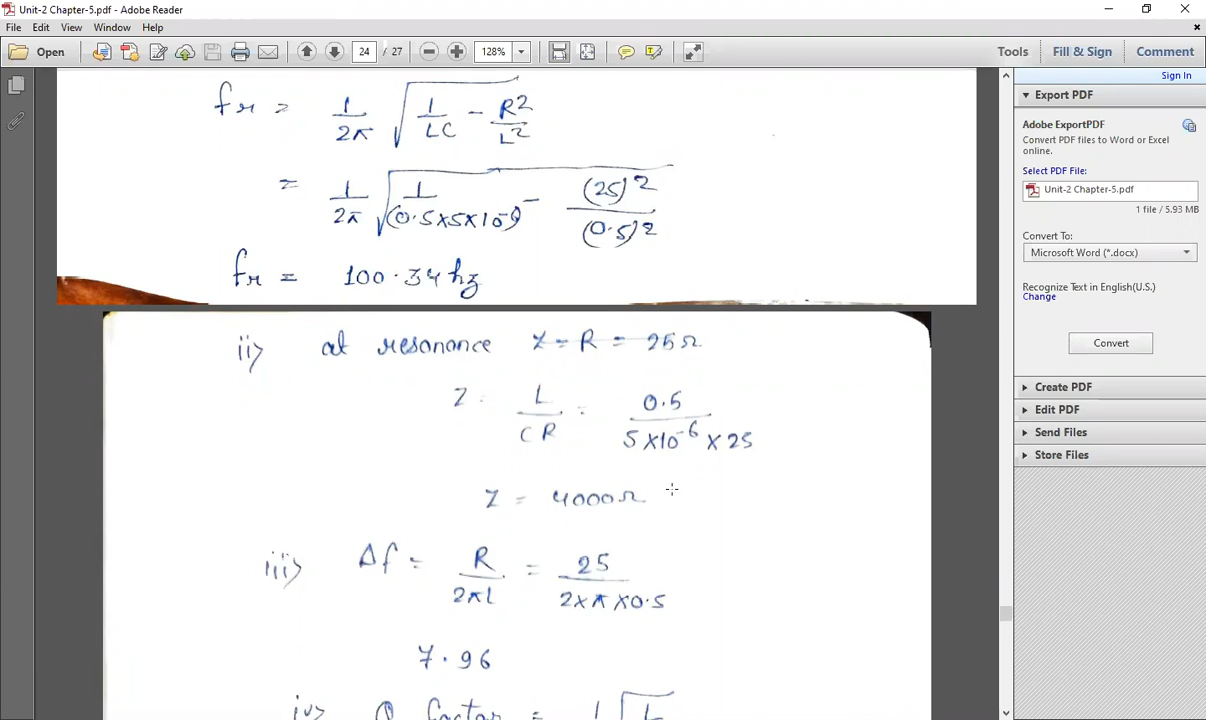 Unit-2 Chapter-5.pdf - Adobe Reader
File Edit View Window Help
Open 24 / 27 128% Tools Fill & Sign Comment
Sign In
Export PDF
Adobe ExportPDF
Convert PDF files to Word or Excel
online.
Select PDF File:
Unit-2 Chapter-5.pdf
1 file / 5.93 MB
Convert To:
Microsoft Word (*.docx)
Recognize Text in English(U.S.)
Change
Convert
Create PDF
Edit PDF
Send Files
Store Files
fr = 1/2π √(1/LC - R²/L²)
= 1/2π √(1/(0.5×5×10-6) - (25)²/(0.5)²)
fr = 100.34 hz
ii> at resonance Z = R = 25Ω
Z = L/CR = 0.5/5×10-6 × 25
Z = 4000Ω
iii> Δf = R/2πL = 25/2×π×0.5
7.96
iv> Q factor = 1 √L